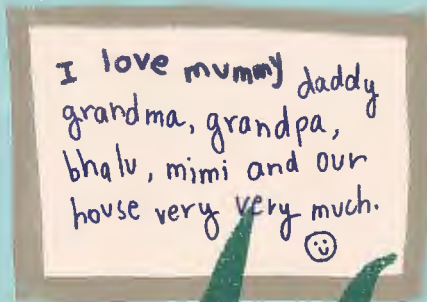 I love mummy daddy
grandma, grandpa,
bhalu, mimi and our
house very very much.